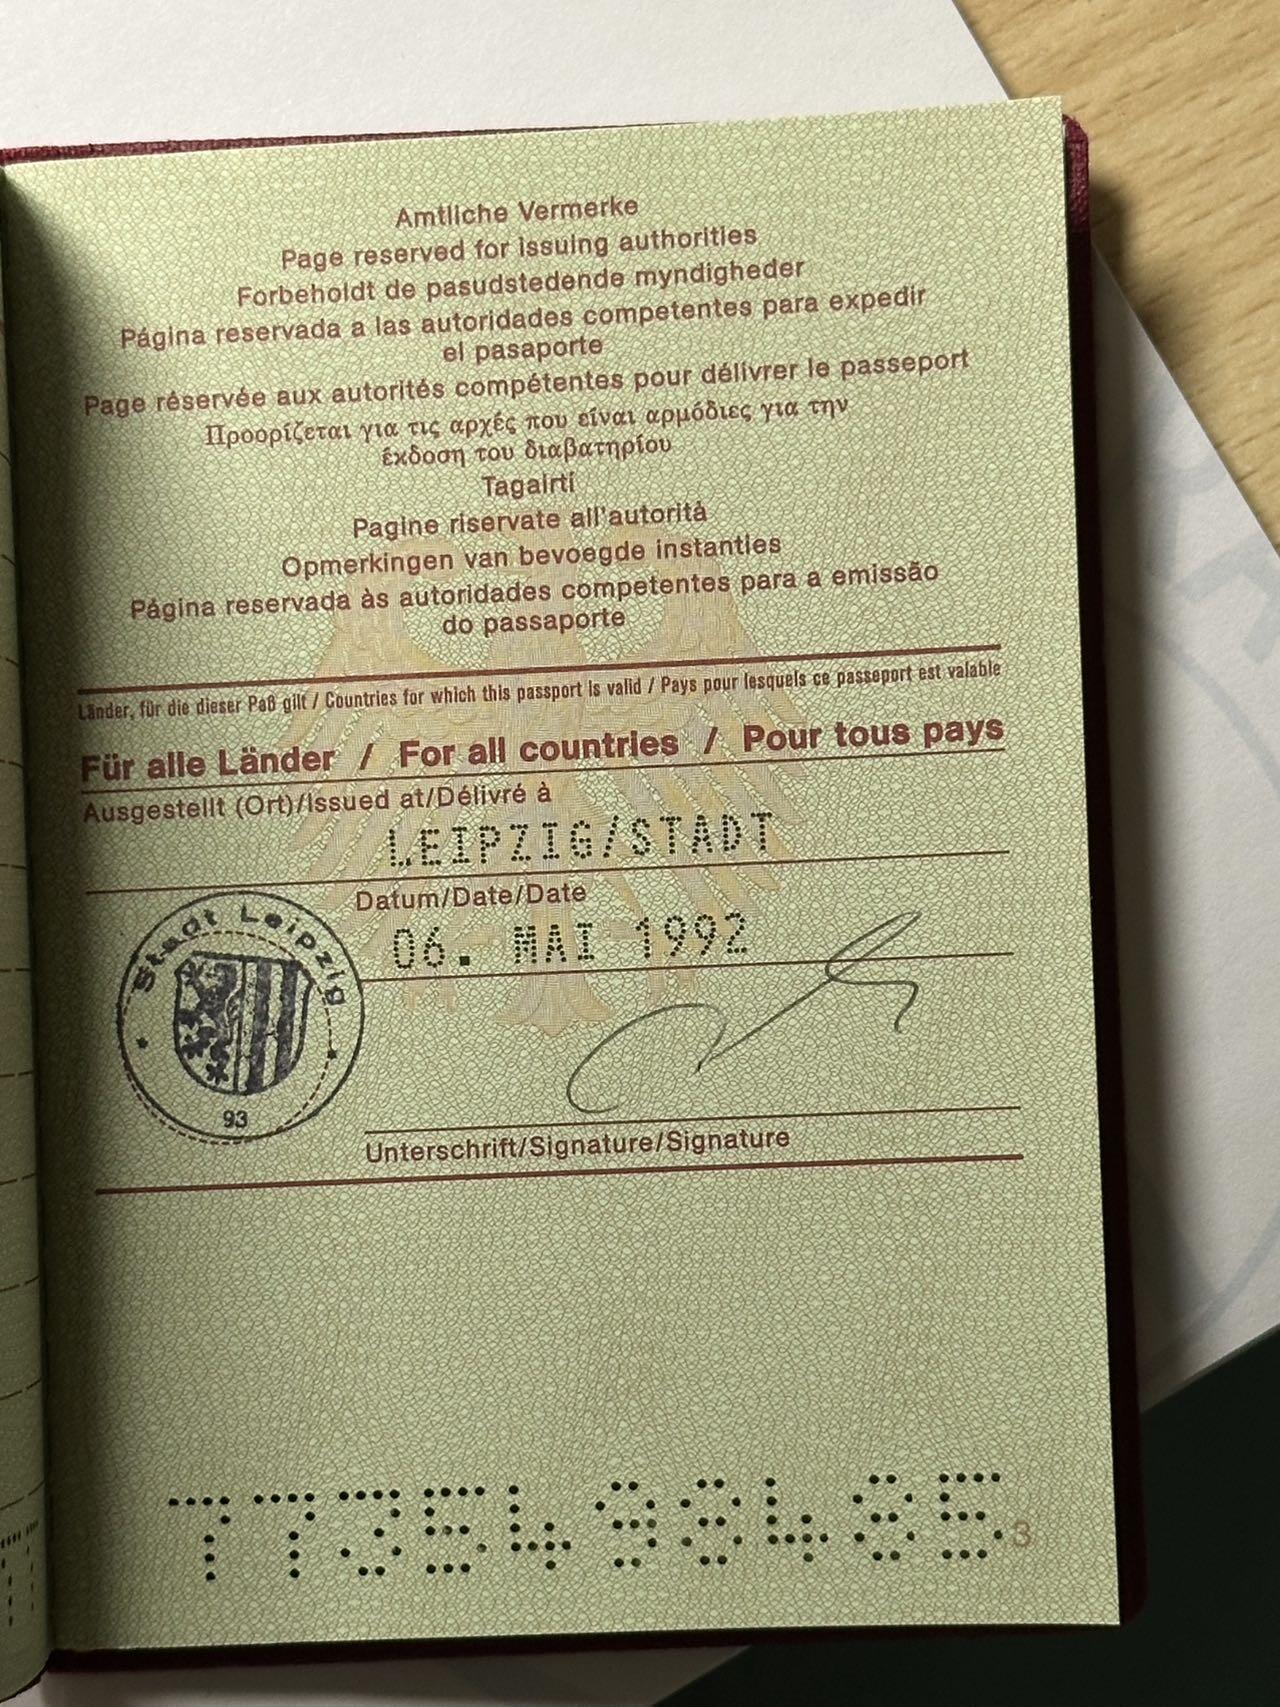 Amtliche Vermerke
Page reserved for issuing authorities
Forbeholdt de pasudstedende myndigheder
Página reservada a las autoridades competentes para expedir
el pasaporte
Page réservée aux autorités compétentes pour délivrer le passeport
Προορίζεται για τις αρχές που είναι αρμόδιες για την
έκδοση του διαβατηρίου
Tagairtí
Pagine riservate all'autorità
Opmerkingen van bevoegde instanties
Página reservada às autoridades competentes para a emissão
do passaporte
Länder, für die dieser Paß gilt / Countries for which this passport is valid / Pays pour lesquels ce passeport est valable
Für alle Länder / For all countries / Pour tous pays
Ausgestellt (Ort)/Issued at/Délivré à
LEIPZIG/STADT
Datum/Date/Date
06. MAI 1992
Stadt Leipzig
93
Unterschrift/Signature/Signature
3